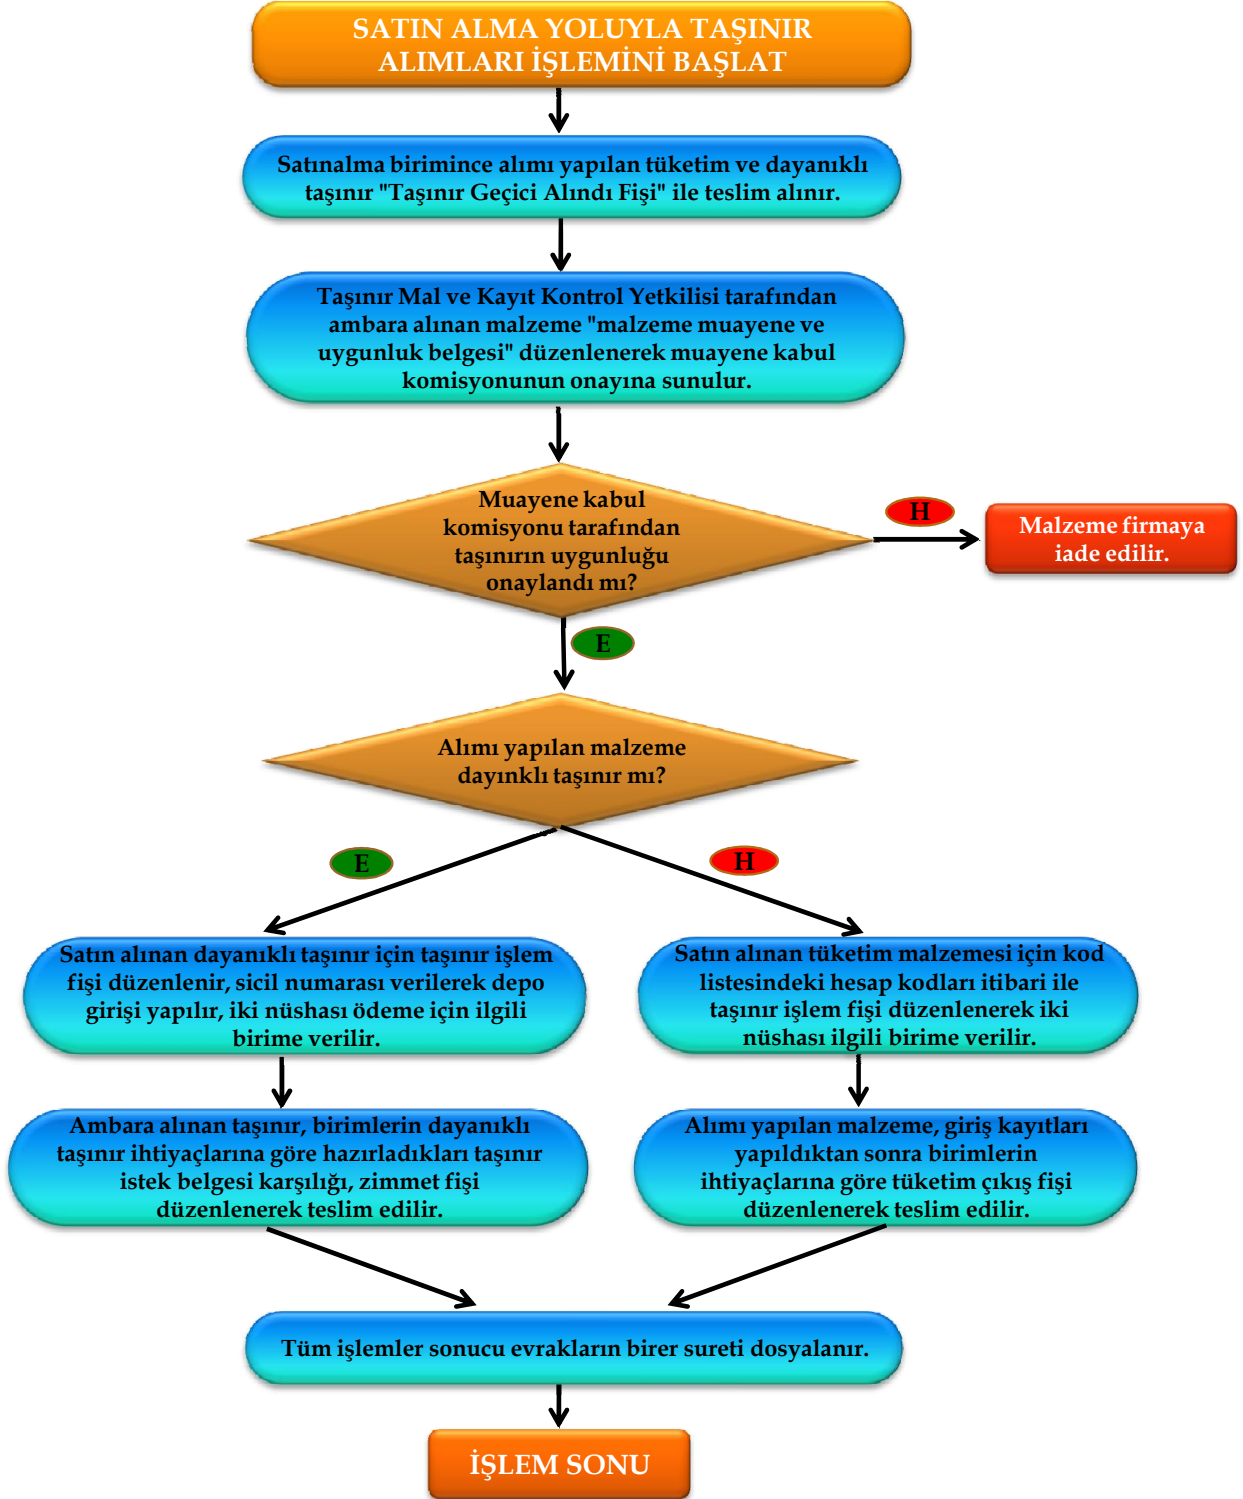 SATIN ALMA YOLUYLA TAŞINIR
ALIMLARI İŞLEMİNİ BAŞLAT
Satınalma birimince alımı yapılan tüketim ve dayanıklı
taşınır "Taşınır Geçici Alındı Fişi" ile teslim alınır.
Taşınır Mal ve Kayıt Kontrol Yetkilisi tarafından
ambara alınan malzeme "malzeme muayene ve
uygunluk belgesi" düzenlenerek muayene kabul
komisyonunun onayına sunulur.
Muayene kabul
komisyonu tarafından
taşınırın uygunluğu
onaylandı mı?
H
Malzeme firmaya
iade edilir.
E
Alımı yapılan malzeme
dayınklı taşınır mı?
E
H
Satın alınan dayanıklı taşınır için taşınır işlem
fişi düzenlenir, sicil numarası verilerek depo
girişi yapılır, iki nüshası ödeme için ilgili
birime verilir.
Satın alınan tüketim malzemesi için kod
listesindeki hesap kodları itibari ile
taşınır işlem fişi düzenlenerek iki
nüshası ilgili birime verilir.
Ambara alınan taşınır, birimlerin dayanıklı
taşınır ihtiyaçlarına göre hazırladıkları taşınır
istek belgesi karşılığı, zimmet fişi
düzenlenerek teslim edilir.
Alımı yapılan malzeme, giriş kayıtları
yapıldıktan sonra birimlerin
ihtiyaçlarına göre tüketim çıkış fişi
düzenlenerek teslim edilir.
Tüm işlemler sonucu evrakların birer sureti dosyalanır.
İŞLEM SONU